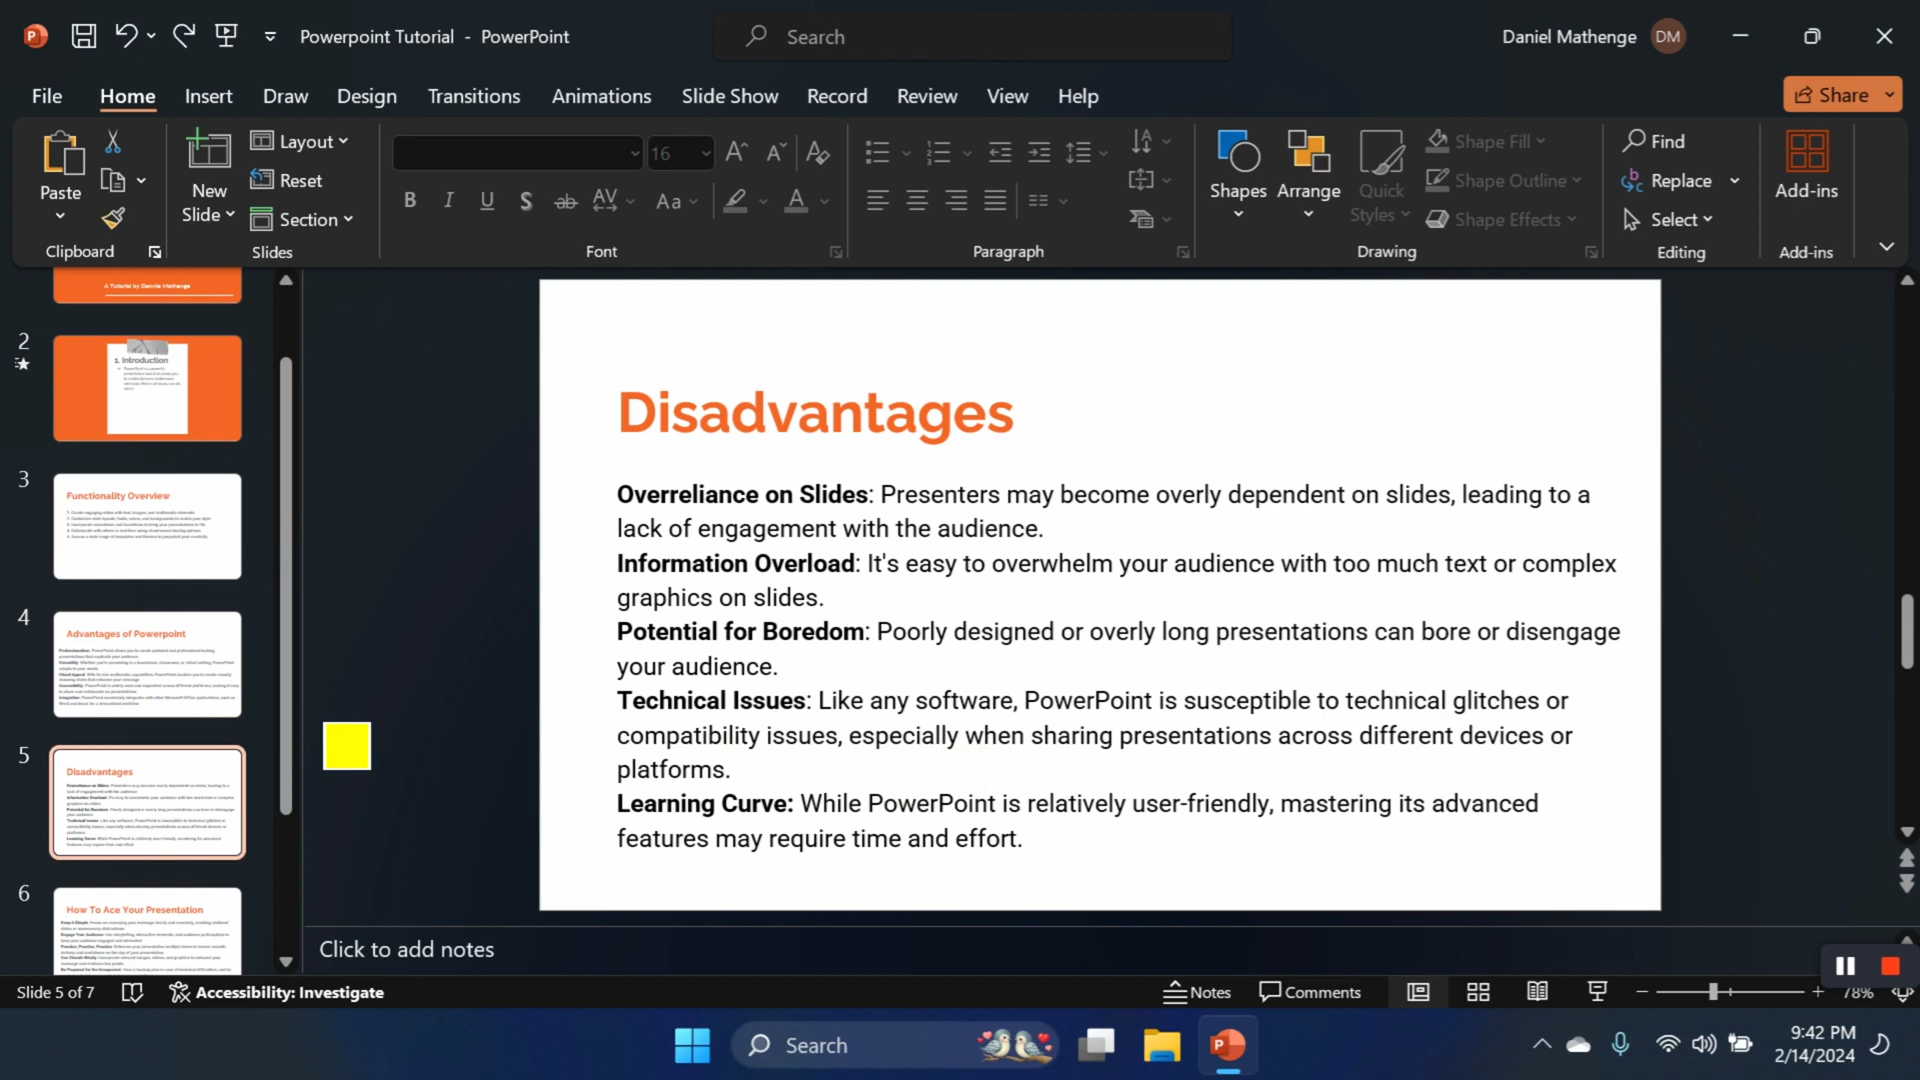 Powerpoint Tutorial - PowerPoint
Search
Daniel Mathenge
DM
File
Home
Insert
Draw
Design
Transitions
Animations
Slide Show
Record
Review
View
Help
Share
Paste
Clipboard
New
Slide
Layout
Reset
Section
Slides
16
Aa
Font
Paragraph
Shapes
Arrange
Quick
Styles
Shape Fill
Shape Outline
Shape Effects
Drawing
Find
Replace
Select
Editing
Add-ins
Add-ins
A Tutorial by Dennis Mathenge
2
1. Introduction
3
Functionality Overview
4
Advantages of Powerpoint
5
Disadvantages
6
How To Ace Your Presentation
Disadvantages
Overreliance on Slides: Presenters may become overly dependent on slides, leading to a
lack of engagement with the audience.
Information Overload: It's easy to overwhelm your audience with too much text or complex
graphics on slides.
Potential for Boredom: Poorly designed or overly long presentations can bore or disengage
your audience.
Technical Issues: Like any software, PowerPoint is susceptible to technical glitches or
compatibility issues, especially when sharing presentations across different devices or
platforms.
Learning Curve: While PowerPoint is relatively user-friendly, mastering its advanced
features may require time and effort.
Click to add notes
Slide 5 of 7
Accessibility: Investigate
Notes
Comments
78%
Search
9:42 PM
2/14/2024